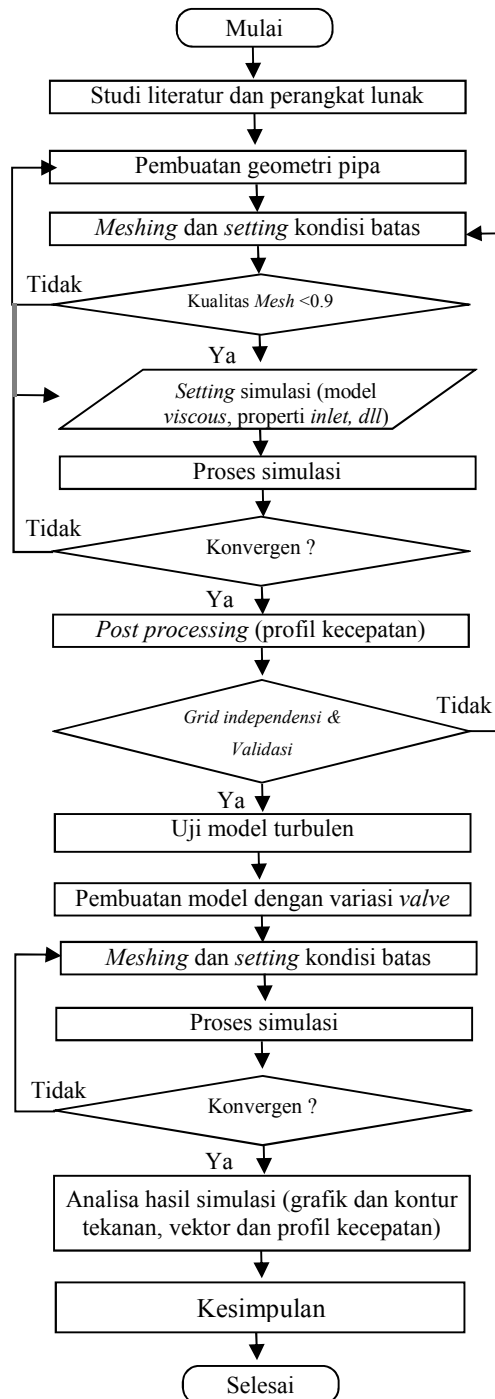 Mulai
Studi literatur dan perangkat lunak
Pembuatan geometri pipa
Meshing dan setting kondisi batas
Tidak
Kualitas Mesh <0.9
Ya
Setting simulasi (model
viscous, properti inlet, dll)
Proses simulasi
Tidak
Konvergen ?
Ya
Post processing (profil kecepatan)
Tidak
Grid independensi &
Validasi
Ya
Uji model turbulen
Pembuatan model dengan variasi valve
Meshing dan setting kondisi batas
Proses simulasi
Tidak
Konvergen ?
Ya
Analisa hasil simulasi (grafik dan kontur
tekanan, vektor dan profil kecepatan)
Kesimpulan
Selesai